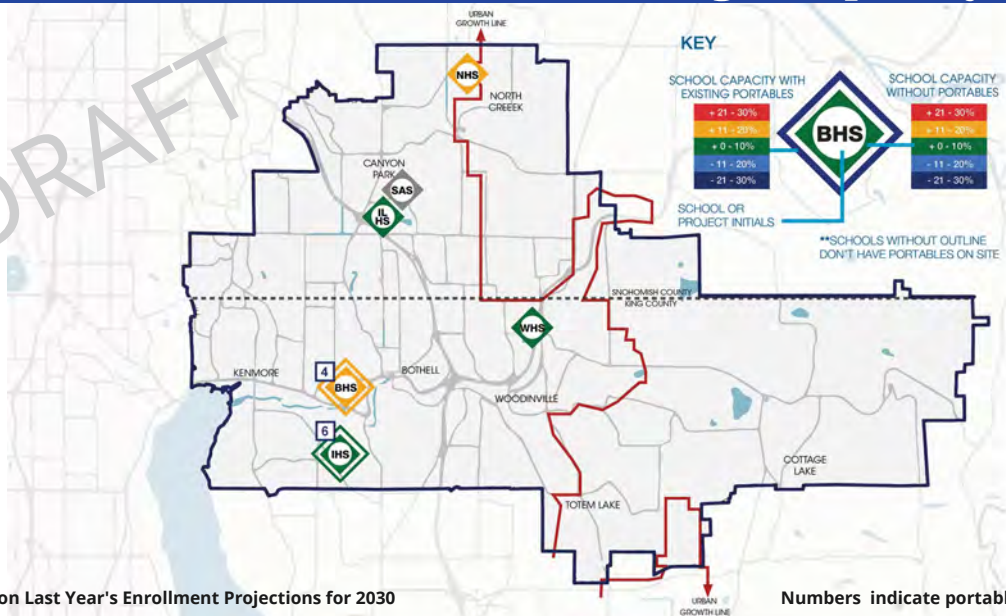 URBAN
GROWTH LINE
KEY
SCHOOL CAPACITY WITH
EXISTING PORTABLES
+ 21 - 30%
+ 11 - 20%
+ 0 - 10%
- 11 - 20%
- 21 - 30%
BHS
SCHOOL CAPACITY
WITHOUT PORTABLES
+ 21 - 30%
+ 11 - 20%
+ 0 - 10%
- 11 - 20%
- 21 - 30%
SCHOOL OR
PROJECT INITIALS
**SCHOOLS WITHOUT OUTLINE
DON'T HAVE PORTABLES ON SITE
DRAFT
NHS
NORTH
CREEEK
CANYON
PARK
SAS
IL
HS
SNOHOMISH COUNTY
KING COUNTY
WHS
KENMORE
4
BHS
BOTHELL
WOODINVILLE
6
IHS
COTTAGE
LAKE
TOTEM LAKE
on Last Year's Enrollment Projections for 2030
Numbers indicate portab
URBAN
GROWTH LINE